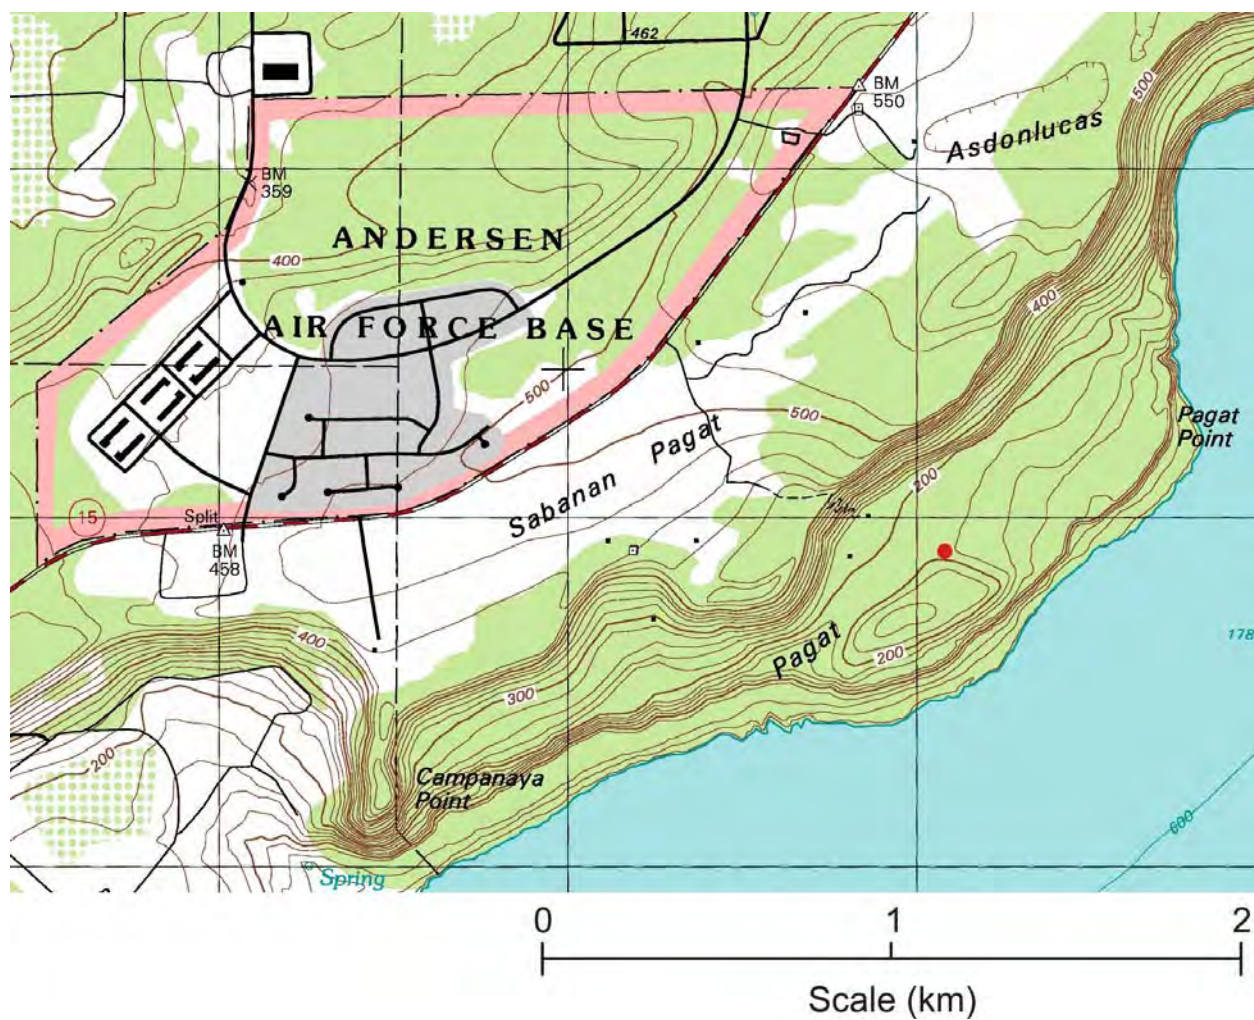 462
BM
550
500
Asdonlucas
BM
359
ANDERSEN
400
400
AIR FORCE BASE
500
500
Pagat
Point
Sabanan Pagat
200
15
Split
BM
458
400
178
Pagat
200
300
200
Campanaya
Point
600
Spring
0 1 2
Scale (km)